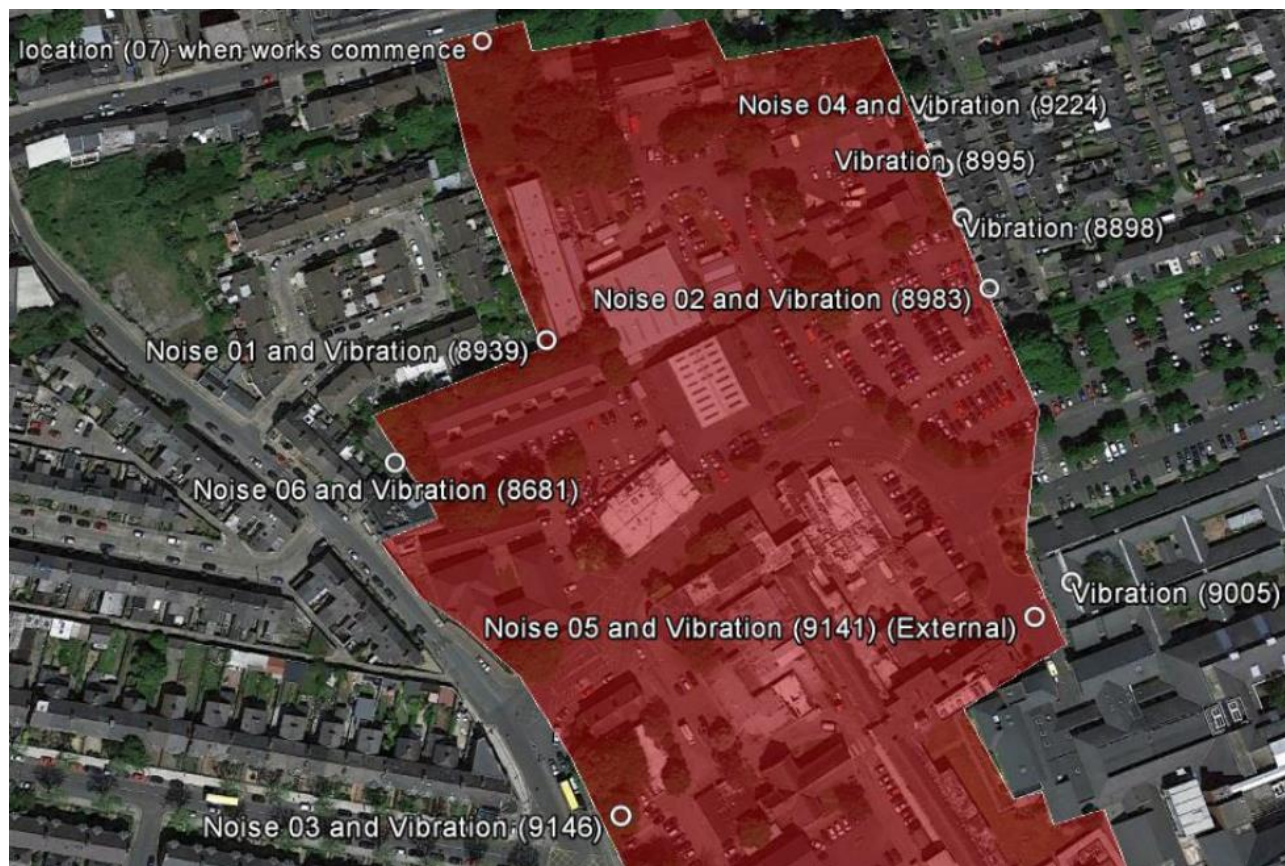 location (07) when works commence
Noise 04 and Vibration (9224)
Vibration (8995)
Vibration (8898)
Noise 02 and Vibration (8983)
Noise 01 and Vibration (8939)
Noise 06 and Vibration (8681)
Vibration (9005)
Noise 05 and Vibration (9141) (External)
Noise 03 and Vibration (9146)